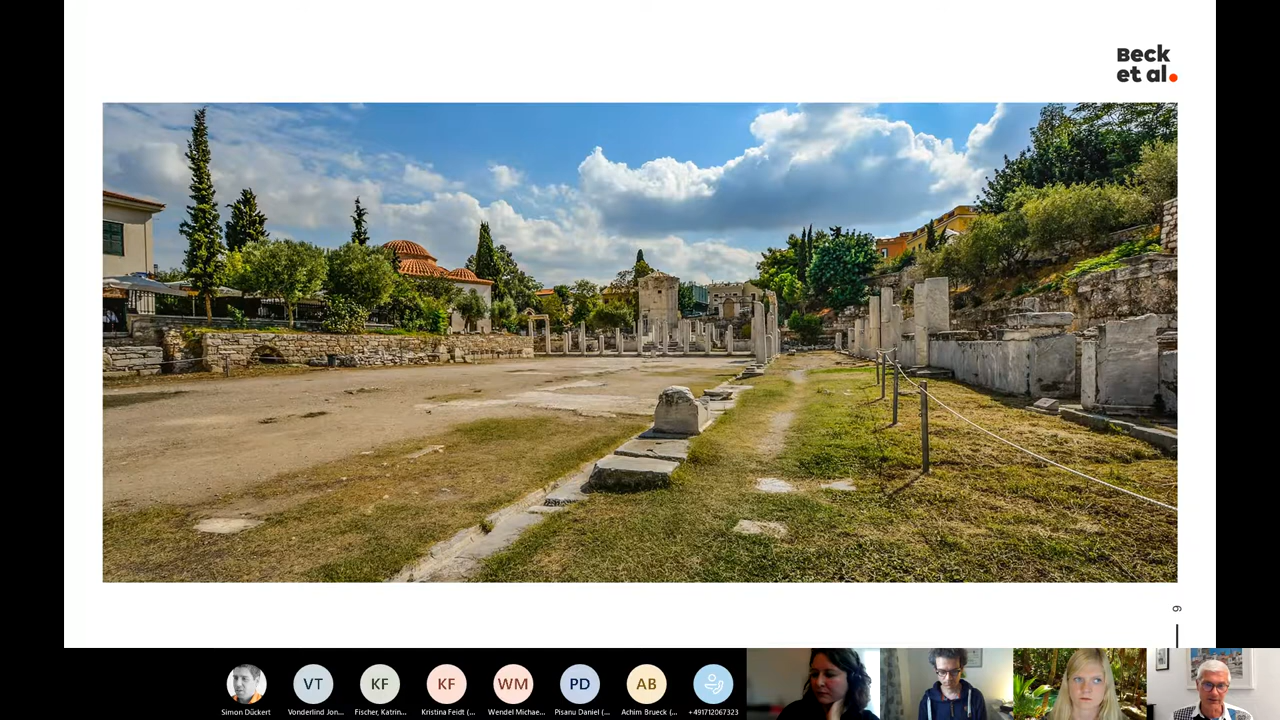 Beck
et al.
9
VT
KF
KF
WM
PD
AB
Simon Dückert
Vonderlind Jon...
Fischer, Katrin...
Kristina Feidt (...
Wendel Michae...
Pisanu Daniel (...
Achim Brueck (...
+491712067323